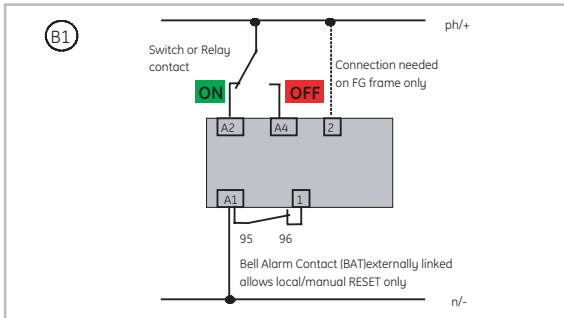 B1
ph/+
Switch or Relay
contact
Connection needed
on FG frame only
ON
OFF
A2
A4
2
A1
1
95
96
Bell Alarm Contact (BAT)externally linked
allows local/manual RESET only
n/-